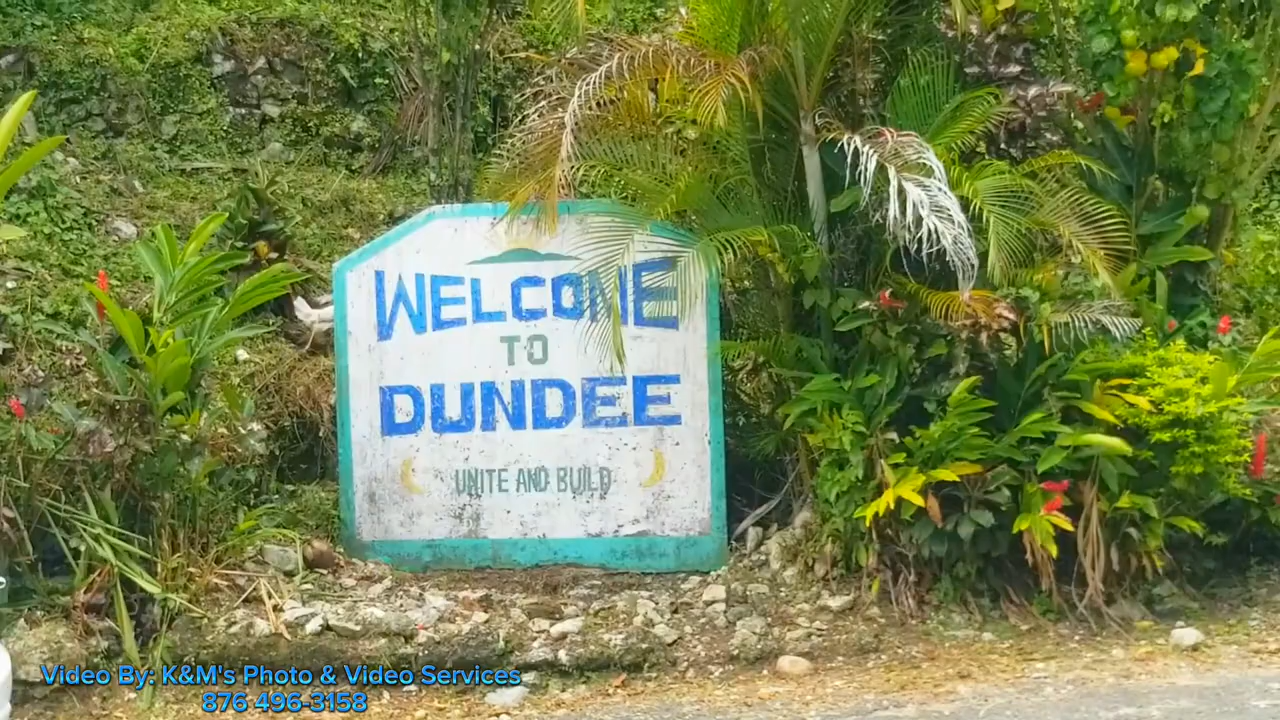 WELCOME
TO
DUNDEE
UNITE AND BUILD
Video By: K&M's Photo & Video Services
876 496-3158